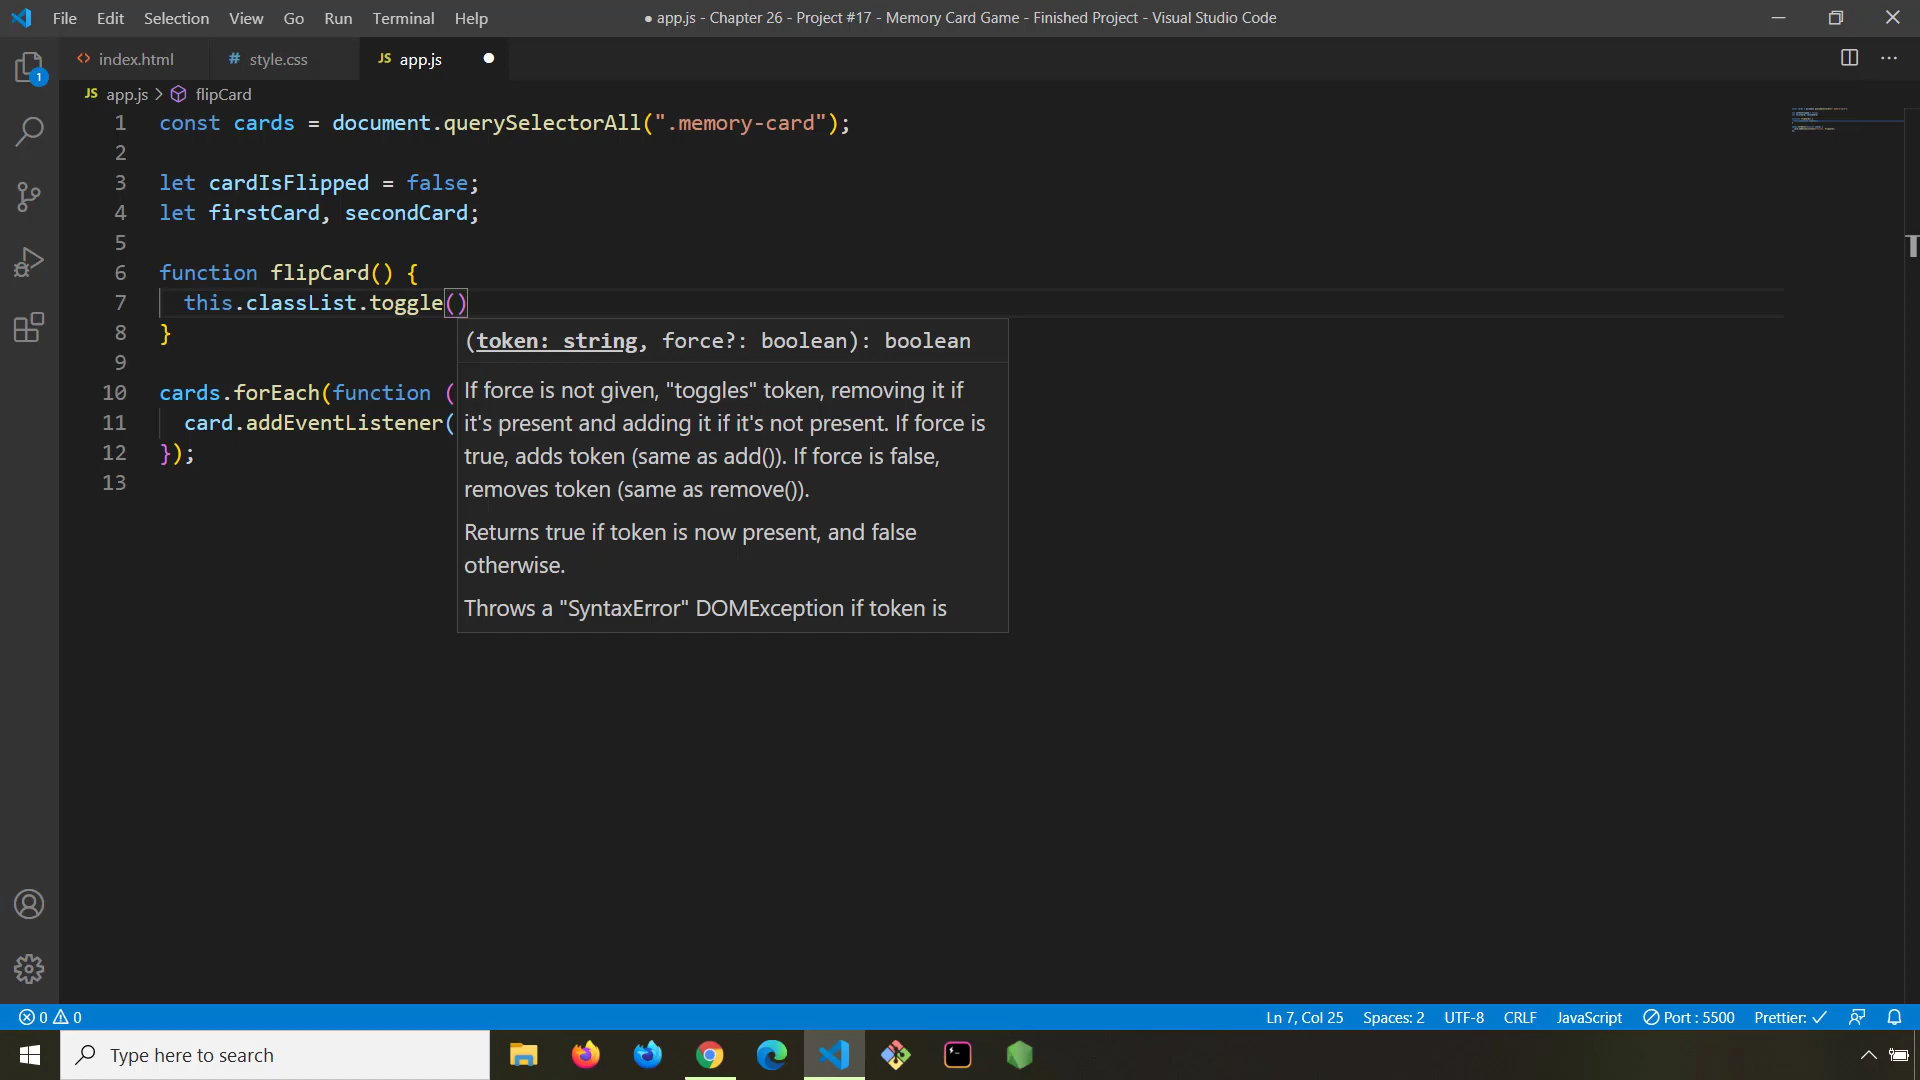 File Edit Selection View Go Run Terminal Help
● app.js - Chapter 26 - Project #17 - Memory Card Game - Finished Project - Visual Studio Code
index.html
# style.css
JS app.js
1
JS app.js > flipCard
1 const cards = document.querySelectorAll(".memory-card");
2
3 let cardIsFlipped = false;
4 let firstCard, secondCard;
5
6 function flipCard() {
7 this.classList.toggle()
8 }
9
10 cards.forEach(function (
11 card.addEventListener(
12 });
13
(token: string, force?: boolean): boolean
If force is not given, "toggles" token, removing it if
it's present and adding it if it's not present. If force is
true, adds token (same as add()). If force is false,
removes token (same as remove()).
Returns true if token is now present, and false
otherwise.
Throws a "SyntaxError" DOMException if token is
0 0
Ln 7, Col 25 Spaces: 2 UTF-8 CRLF JavaScript Port : 5500 Prettier: ✓
Type here to search